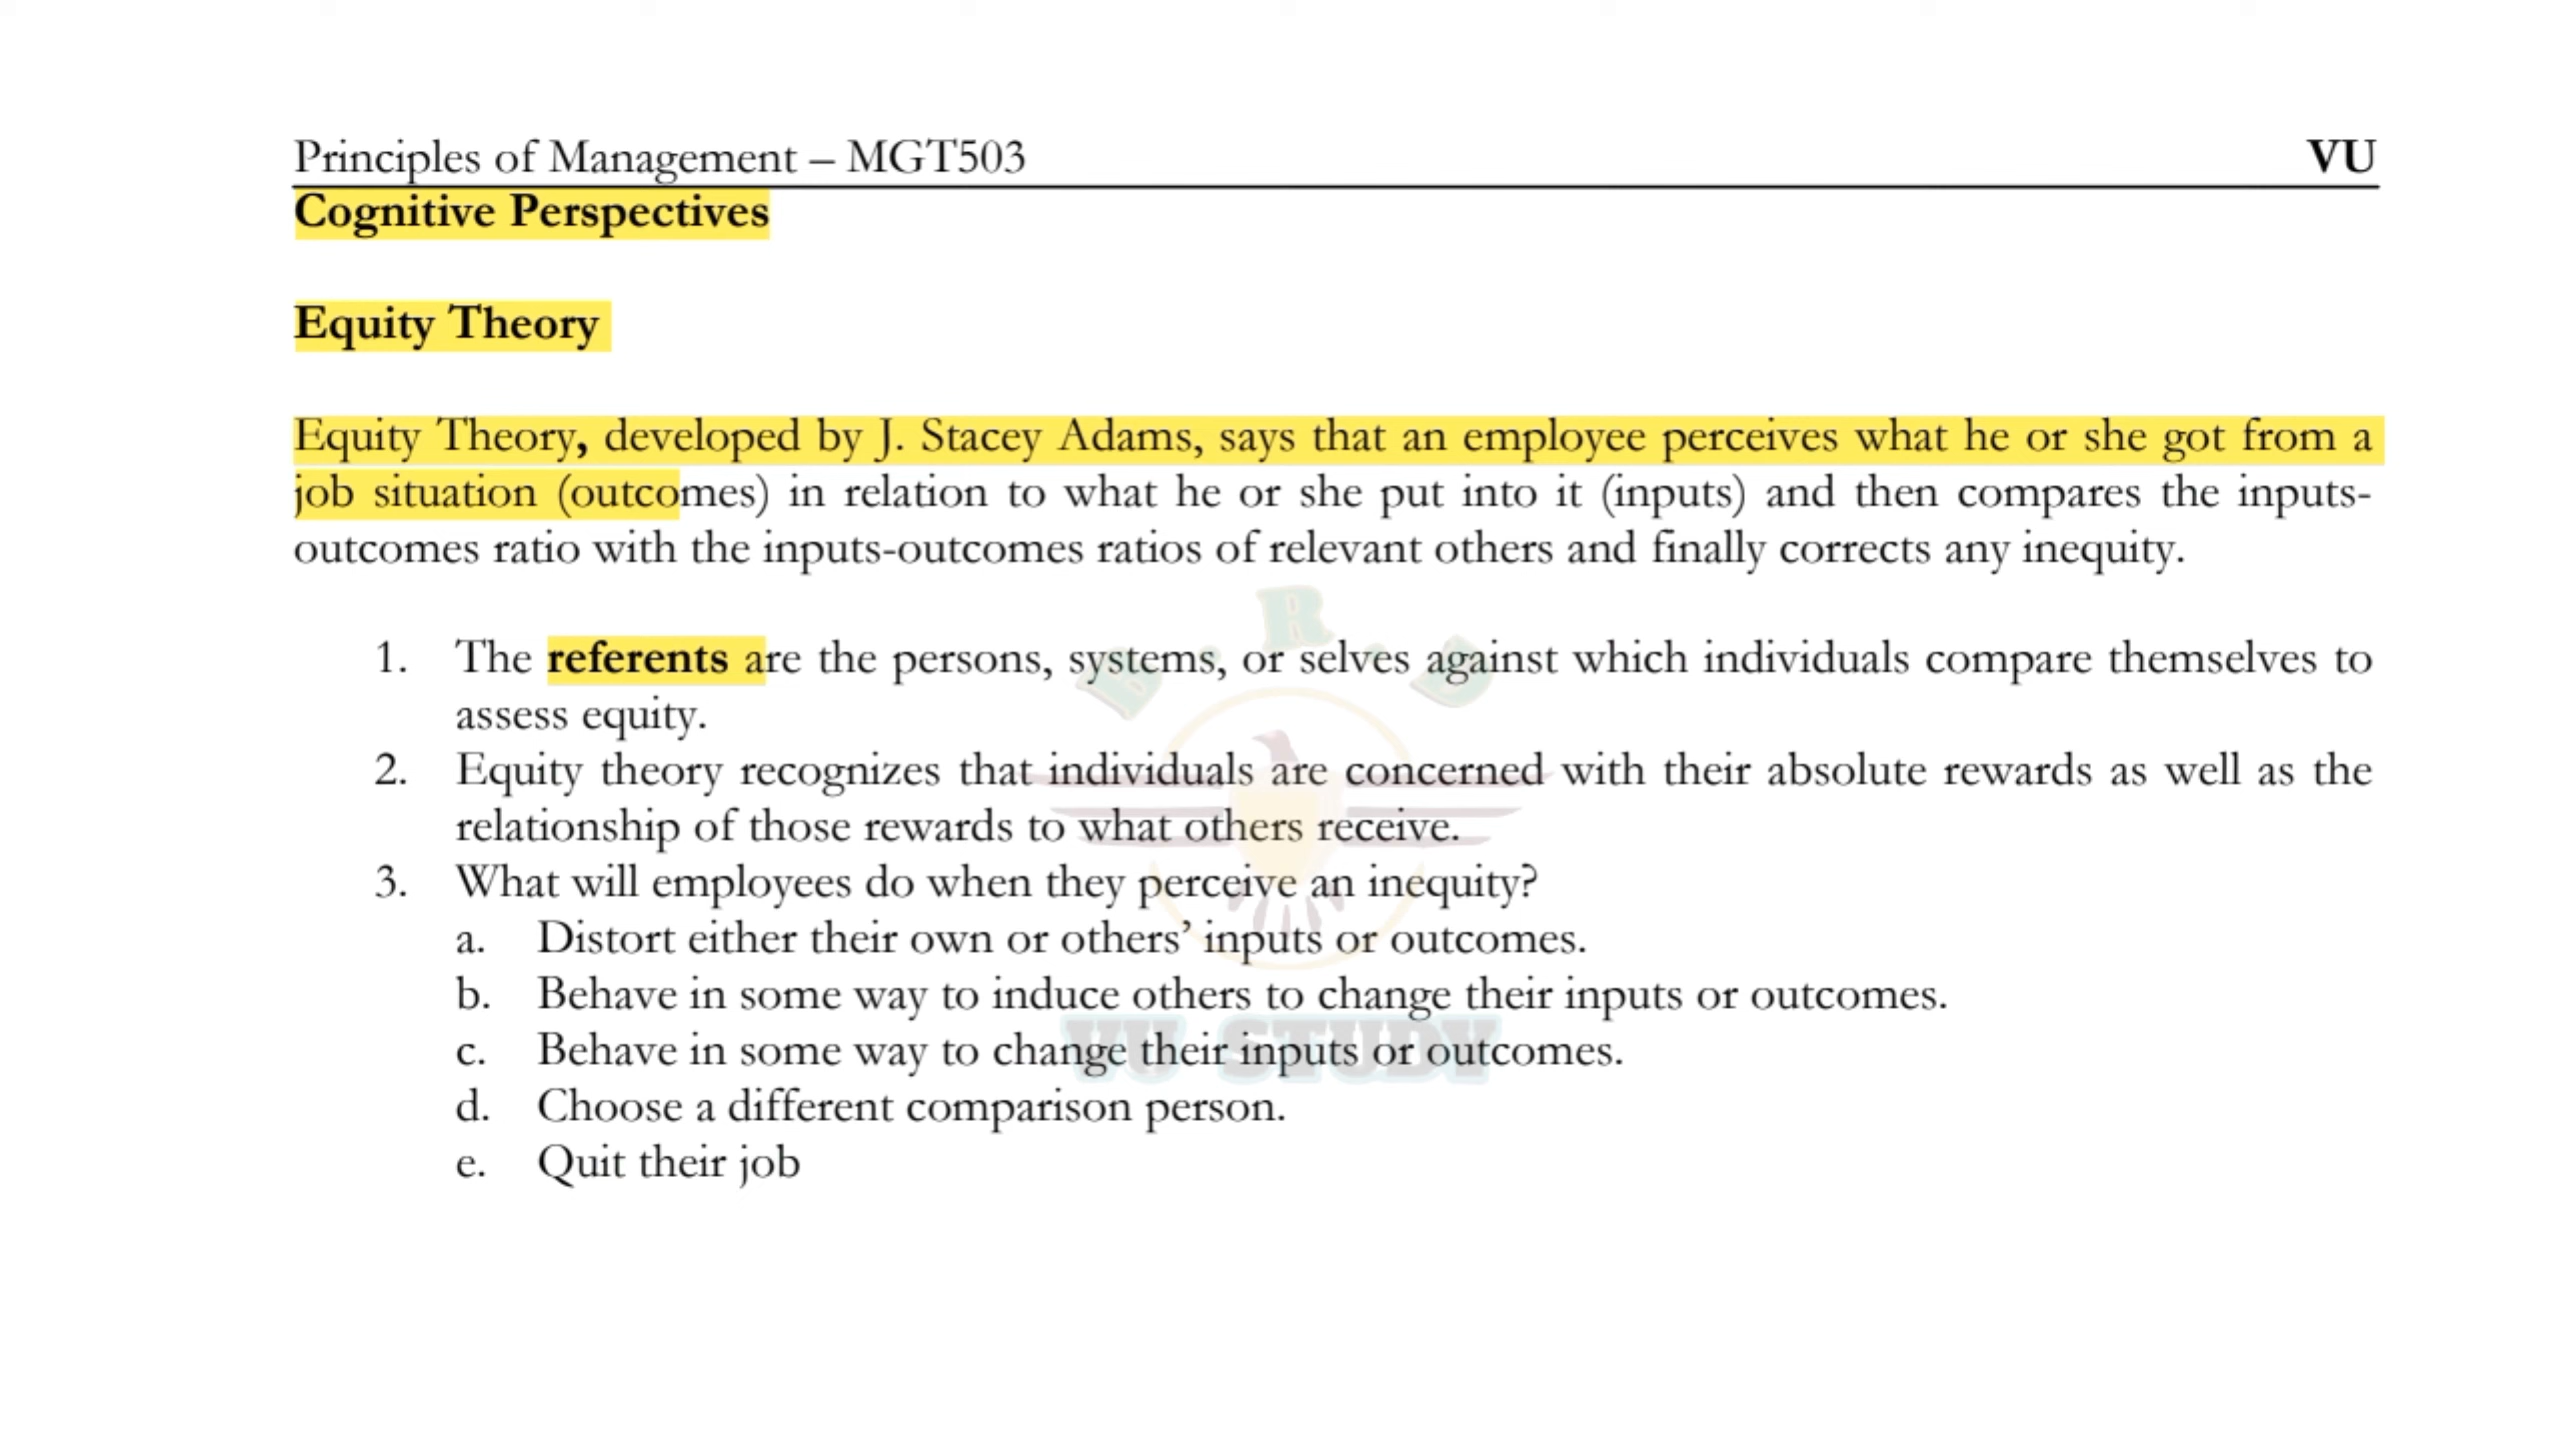 Principles of Management – MGT503 VU
Cognitive Perspectives
Equity Theory
Equity Theory, developed by J. Stacey Adams, says that an employee perceives what he or she got from a
job situation (outcomes) in relation to what he or she put into it (inputs) and then compares the inputs-
outcomes ratio with the inputs-outcomes ratios of relevant others and finally corrects any inequity.
1. The referents are the persons, systems, or selves against which individuals compare themselves to
assess equity.
2. Equity theory recognizes that individuals are concerned with their absolute rewards as well as the
relationship of those rewards to what others receive.
3. What will employees do when they perceive an inequity?
a. Distort either their own or others’ inputs or outcomes.
b. Behave in some way to induce others to change their inputs or outcomes.
c. Behave in some way to change their inputs or outcomes.
d. Choose a different comparison person.
e. Quit their job
B.R.B
VU STUDY